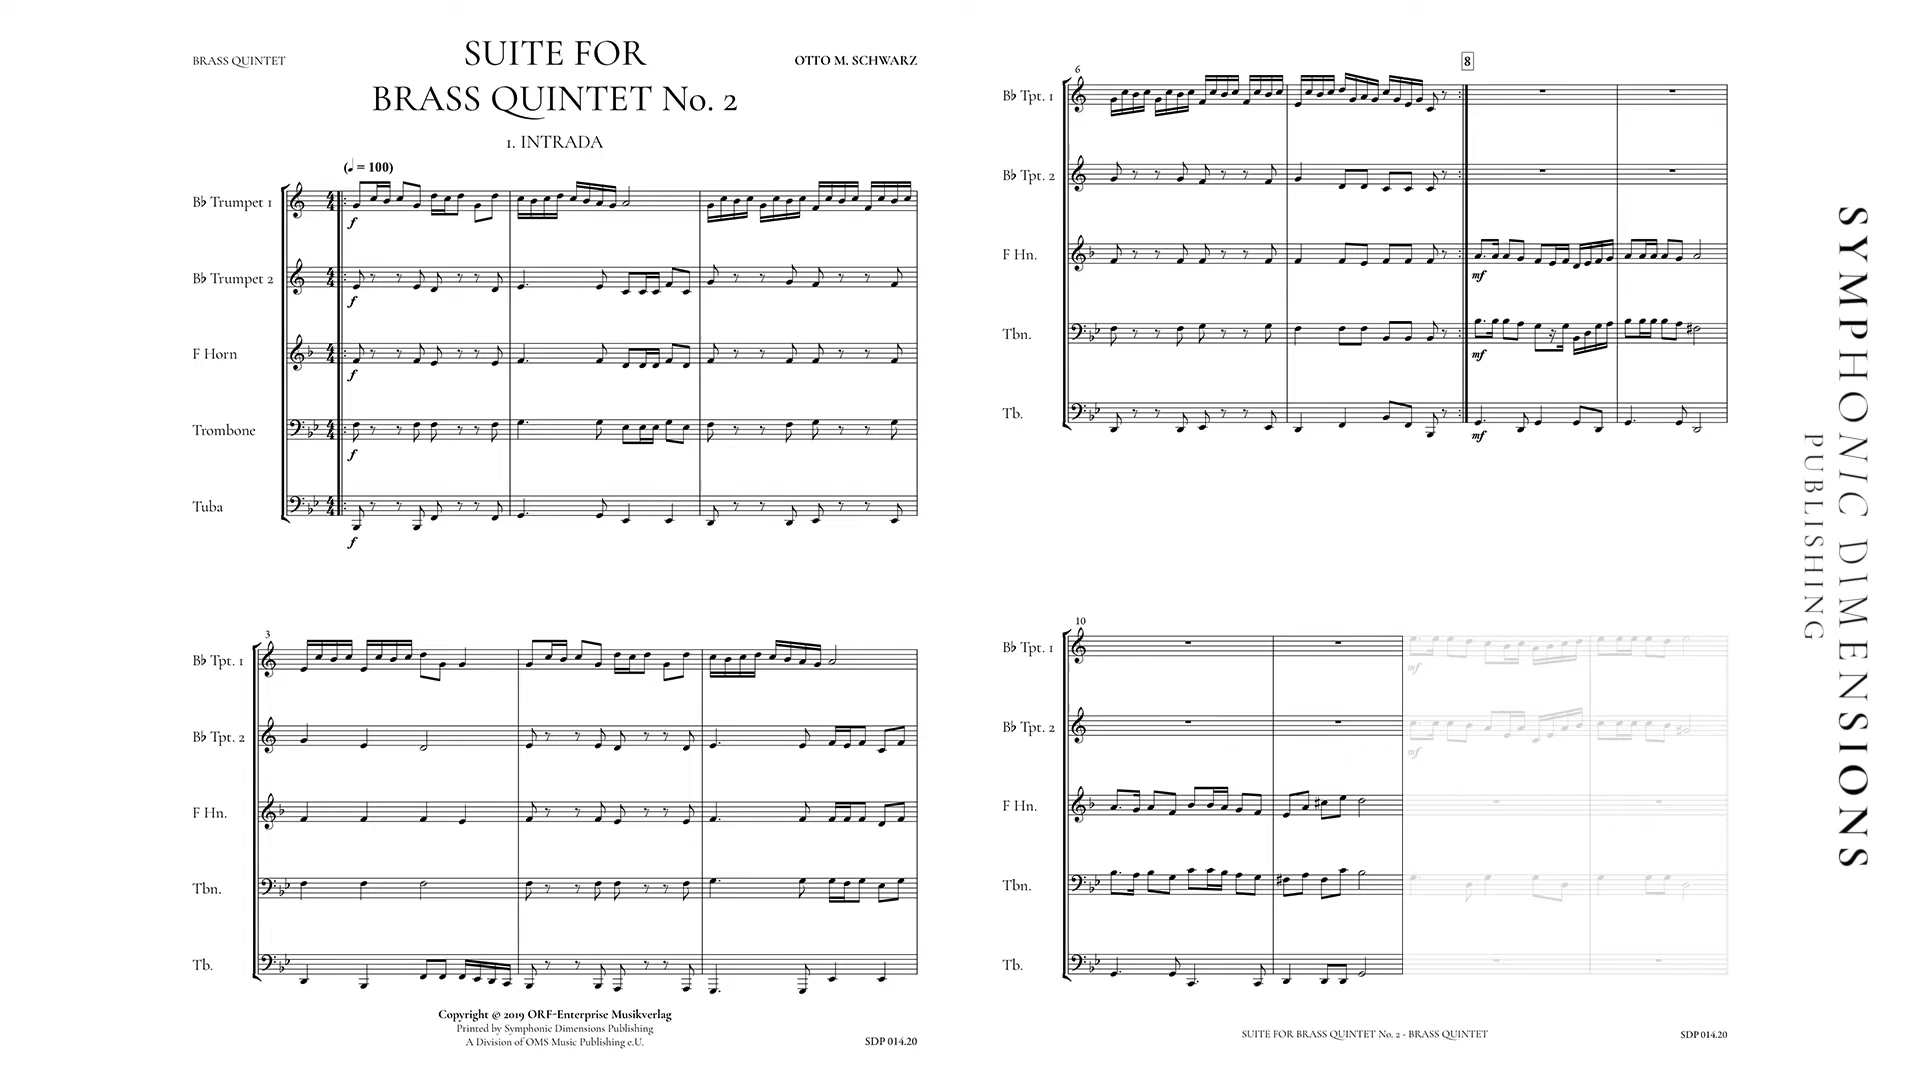 BRASS QUINTET
SUITE FOR
BRASS QUINTET No. 2
OTTO M. SCHWARZ
1. INTRADA
(♩ = 100)
B♭ Trumpet 1
f
B♭ Trumpet 2
f
F Horn
f
Trombone
f
Tuba
f
3
B♭ Tpt. 1
B♭ Tpt. 2
F Hn.
Tbn.
Tb.
Copyright © 2019 ORF-Enterprise Musikverlag
Printed by Symphonic Dimensions Publishing
A Division of OMS Music Publishing e.U.
SDP 014.20
6
8
B♭ Tpt. 1
B♭ Tpt. 2
F Hn.
mf
Tbn.
mf
Tb.
mf
10
B♭ Tpt. 1
mf
B♭ Tpt. 2
mf
F Hn.
Tbn.
Tb.
SUITE FOR BRASS QUINTET No. 2 - BRASS QUINTET
SDP 014.20
SYMPHONIC DIMENSIONS
PUBLISHING